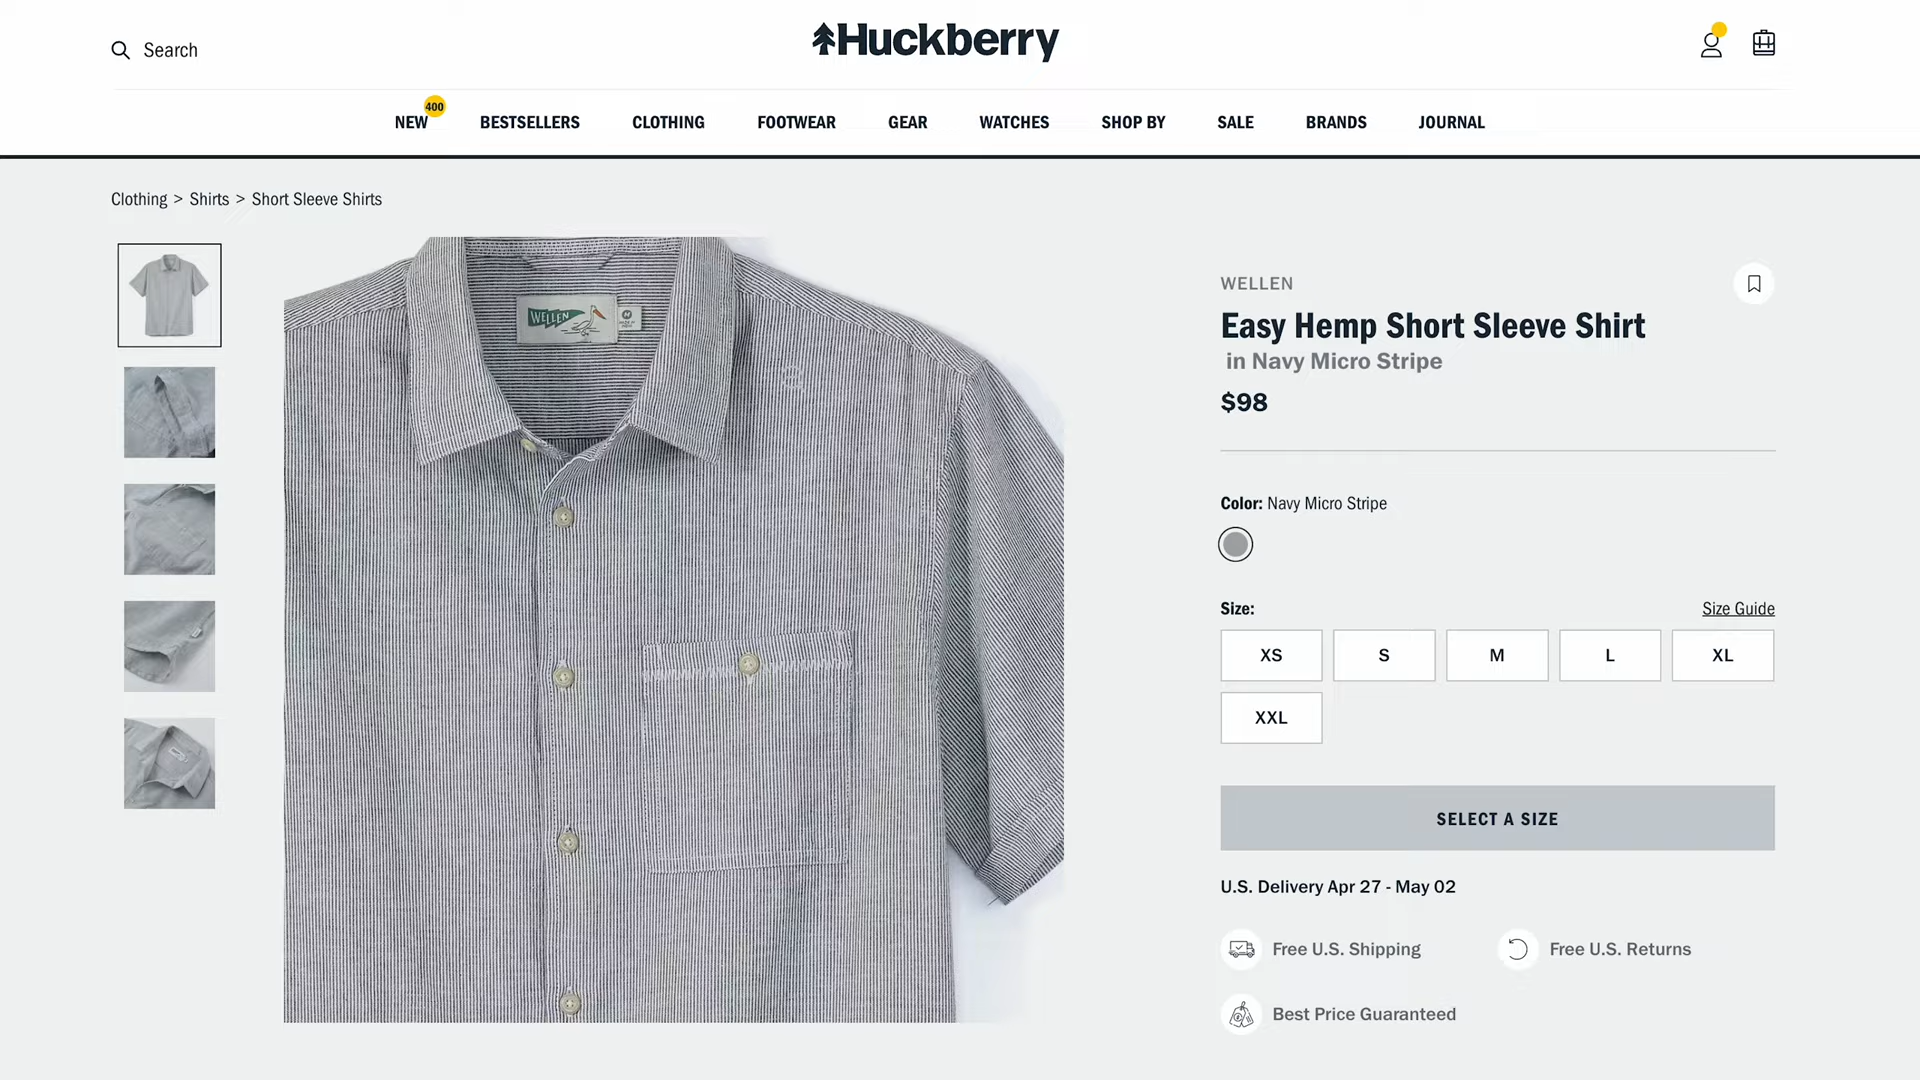 Search
Huckberry
400
NEW BESTSELLERS CLOTHING FOOTWEAR GEAR WATCHES SHOP BY SALE BRANDS JOURNAL
Clothing > Shirts > Short Sleeve Shirts
WELLEN
M
WELLEN
Easy Hemp Short Sleeve Shirt
in Navy Micro Stripe
$98
Color: Navy Micro Stripe
Size: Size Guide
XS S M L XL
XXL
SELECT A SIZE
U.S. Delivery Apr 27 - May 02
Free U.S. Shipping Free U.S. Returns
Best Price Guaranteed